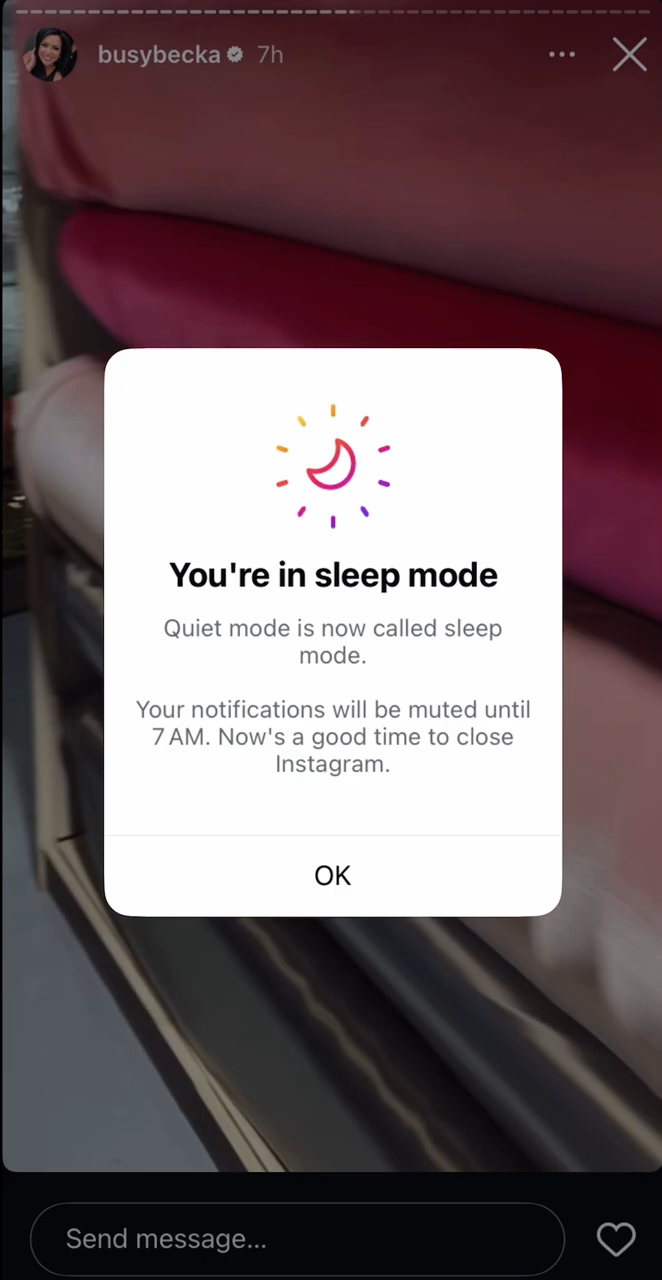 busybecka 7h
You're in sleep mode
Quiet mode is now called sleep
mode.
Your notifications will be muted until
7 AM. Now's a good time to close
Instagram.
OK
Send message...